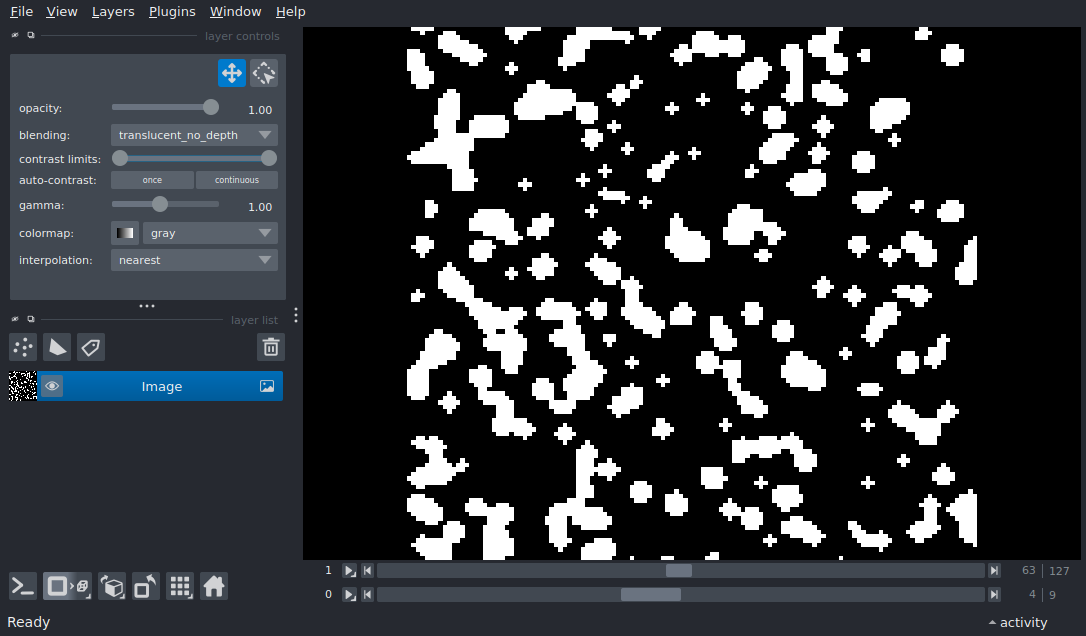 File View Layers Plugins Window Help
layer controls
opacity: 1.00
blending: translucent_no_depth
contrast limits:
auto-contrast: once continuous
gamma: 1.00
colormap: gray
interpolation: nearest
layer list
Image
1 63 127
0 4 9
Ready activity